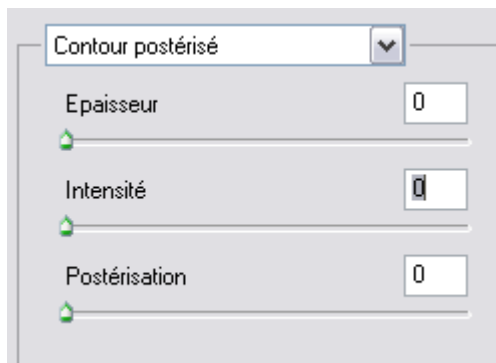 Contour postérisé
Epaisseur 0
Intensité 0
Postérisation 0